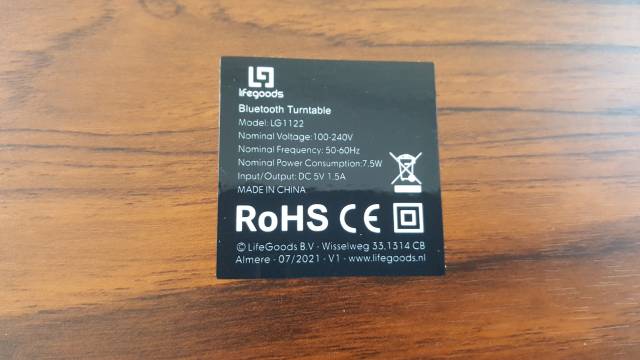 lifegoods
Bluetooth Turntable
Model: LG1122
Nominal Voltage:100-240V
Nominal Frequency: 50-60Hz
Nominal Power Consumption:7.5W
Input/Output: DC 5V 1.5A
MADE IN CHINA
RoHS CE
© LifeGoods B.V · Wisselweg 33,1314 CB
Almere · 07/2021 · V1 · www.lifegoods.nl